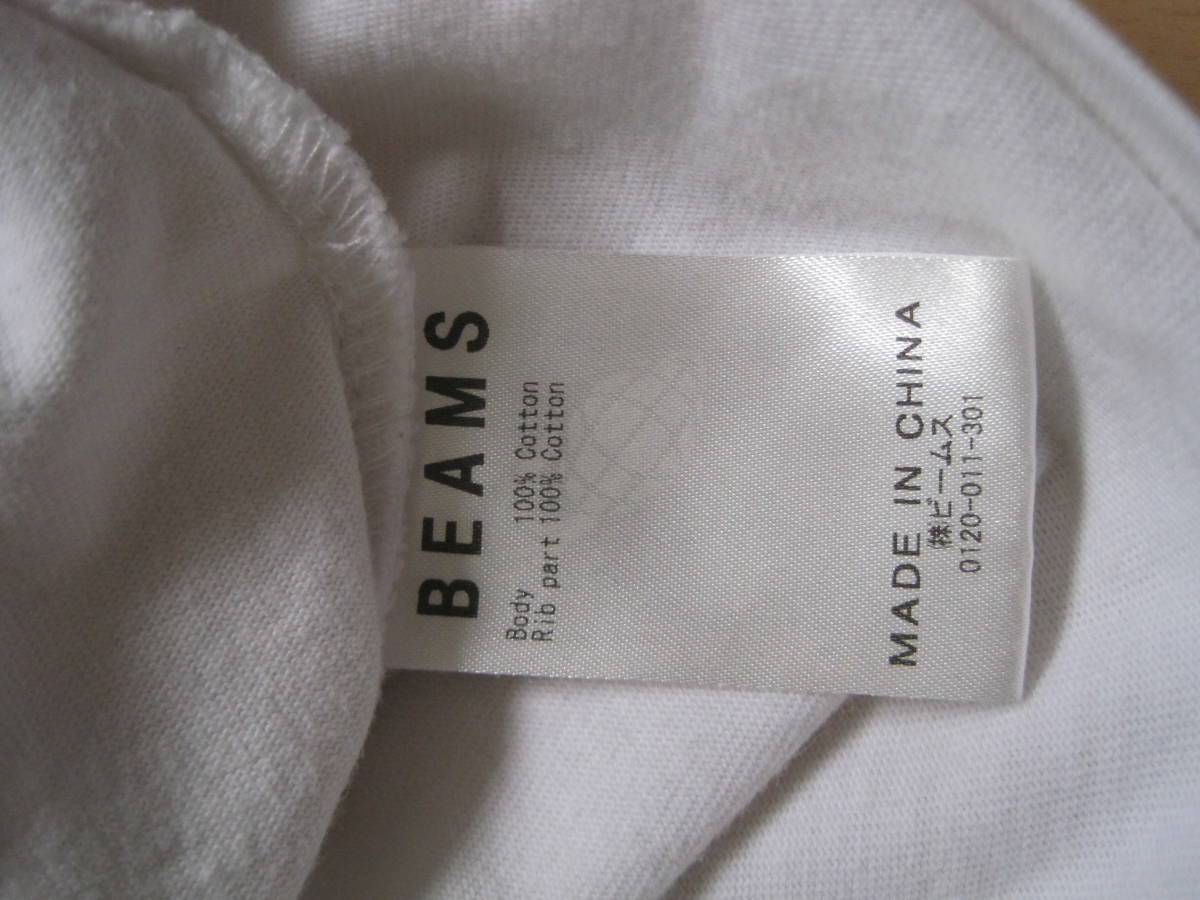 BEAMS
Body 100% Cotton
Rib part 100% Cotton
MADE IN CHINA
㈱ビームス
0120-011-301